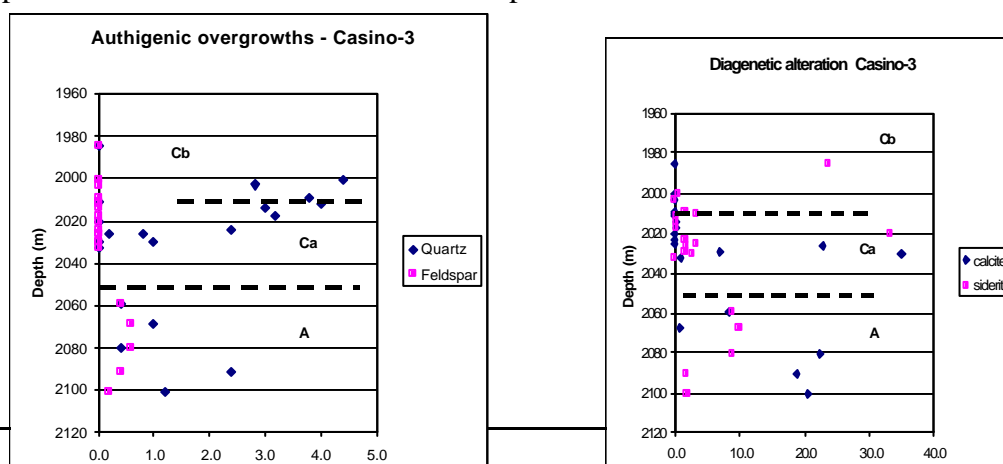 Authigenic overgrowths - Casino-3
Depth (m)
1960
1980
2000
2020
2040
2060
2080
2100
2120
0.0 1.0 2.0 3.0 4.0 5.0
Cb
Ca
A
Quartz
Feldspar
Diagenetic alteration Casino-3
Depth (m)
1960
1980
2000
2020
2040
2060
2080
2100
2120
0.0 10.0 20.0 30.0 40.0
Cb
Ca
A
calcite
siderit